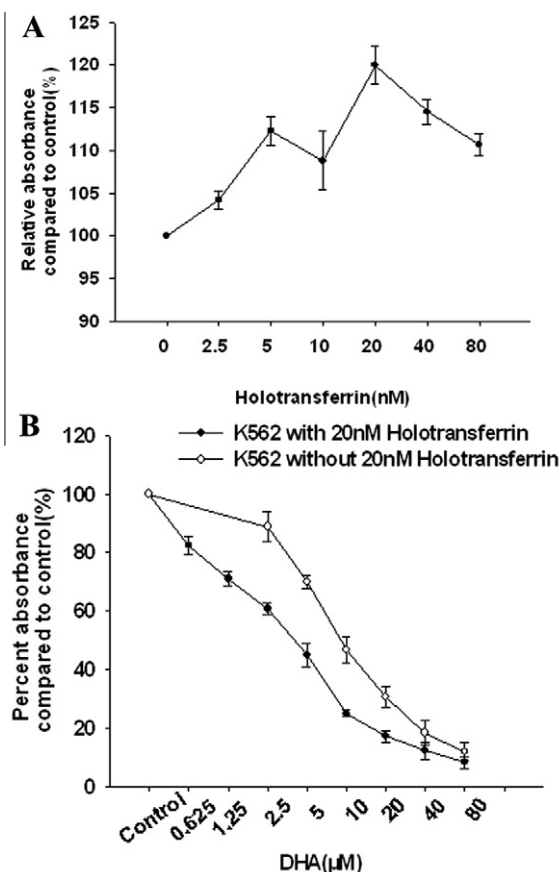 A
125
120
115
110
105
100
95
90
Relative absorbance
compared to control(%)
0 2.5 5 10 20 40 80
Holotransferrin(nM)
B
K562 with 20nM Holotransferrin
K562 without 20nM Holotransferrin
120
100
80
60
40
20
0
Percent absorbance
compared to control(%)
Control 0.625 1.25 2.5 5 10 20 40 80
DHA(µM)